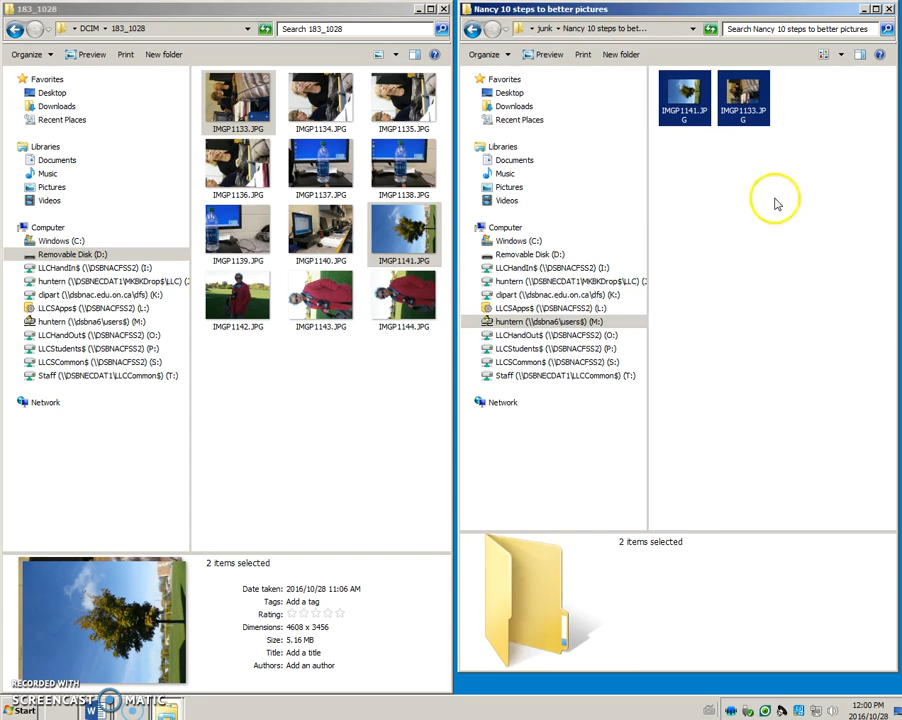 183_1028
DCIM 183_1028
Search 183_1028
Organize Preview Print New folder
Favorites
Desktop
Downloads
Recent Places
Libraries
Documents
Music
Pictures
Videos
Computer
Windows (C:)
Removable Disk (D:)
LLCHandIn$ (\\DSBNACFSS2) (I:)
huntern (\\DSBNECDAT1\MKBKDrop$\LLC) (
clipart (\\dsbnac.edu.on.ca\dfs) (K:)
LLCSApps$ (\\DSBNACFSS2) (L:)
huntern (\\dsbna6\users$) (M:)
LLCHandOut$ (\\DSBNACFSS2) (O:)
LLCStudents$ (\\DSBNACFSS2) (P:)
LLCSCommon$ (\\DSBNACFSS2) (S:)
Staff (\\DSBNECDAT1\LLCCommon$) (T:)
Network
IMGP1133.JPG IMGP1134.JPG IMGP1135.JPG
IMGP1136.JPG IMGP1137.JPG IMGP1138.JPG
IMGP1139.JPG IMGP1140.JPG IMGP1141.JPG
IMGP1142.JPG IMGP1143.JPG IMGP1144.JPG
2 items selected
Date taken: 2016/10/28 11:06 AM
Tags: Add a tag
Rating:
Dimensions: 4608 x 3456
Size: 5.16 MB
Title: Add a title
Authors: Add an author
Nancy 10 steps to better pictures
junk Nancy 10 steps to bet...
Search Nancy 10 steps to better pictures
Organize Preview Print New folder
Favorites
Desktop
Downloads
Recent Places
Libraries
Documents
Music
Pictures
Videos
Computer
Windows (C:)
Removable Disk (D:)
LLCHandIn$ (\\DSBNACFSS2) (I:)
huntern (\\DSBNECDAT1\MKBKDrop$\LLC) (
clipart (\\dsbnac.edu.on.ca\dfs) (K:)
LLCSApps$ (\\DSBNACFSS2) (L:)
huntern (\\dsbna6\users$) (M:)
LLCHandOut$ (\\DSBNACFSS2) (O:)
LLCStudents$ (\\DSBNACFSS2) (P:)
LLCSCommon$ (\\DSBNACFSS2) (S:)
Staff (\\DSBNECDAT1\LLCCommon$) (T:)
Network
IMGP1141.JP IMGP1133.JP
G G
2 items selected
RECORDED WITH
SCREENCAST MATIC
Start
12:00 PM
2016/10/28